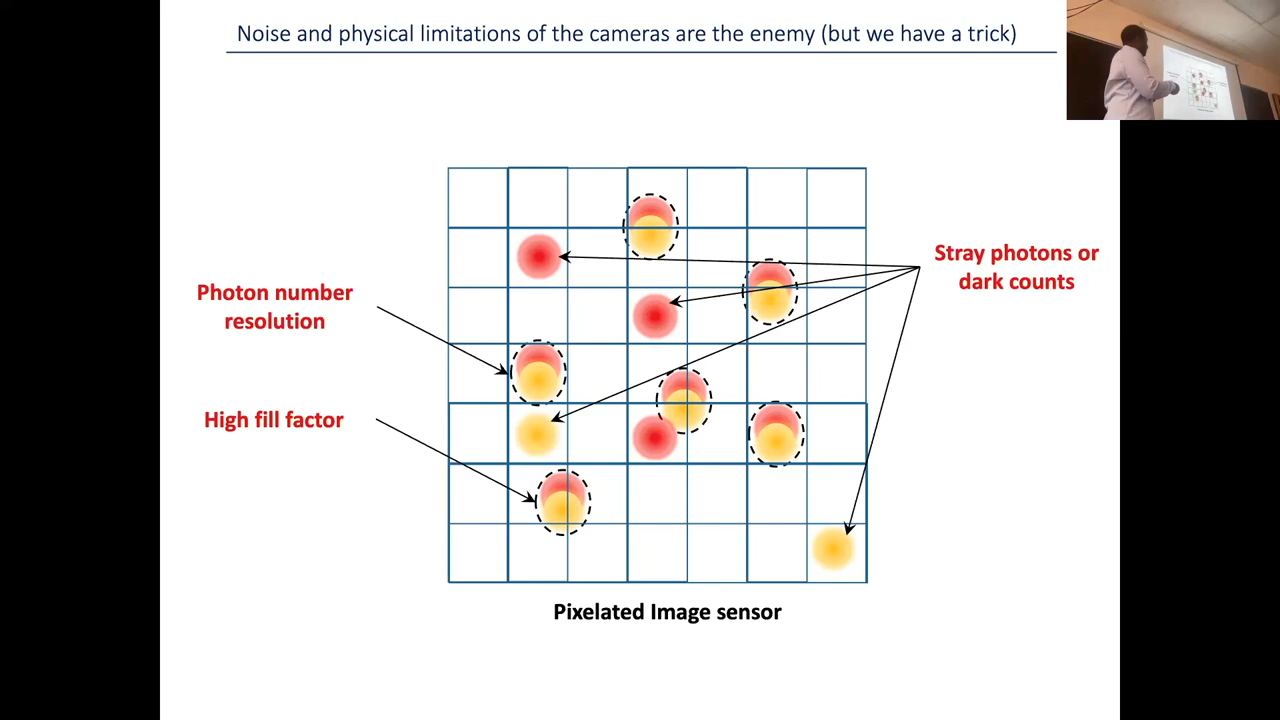 Noise and physical limitations of the cameras are the enemy (but we have a trick)
Stray photons or
dark counts
Photon number
resolution
High fill factor
Pixelated Image sensor